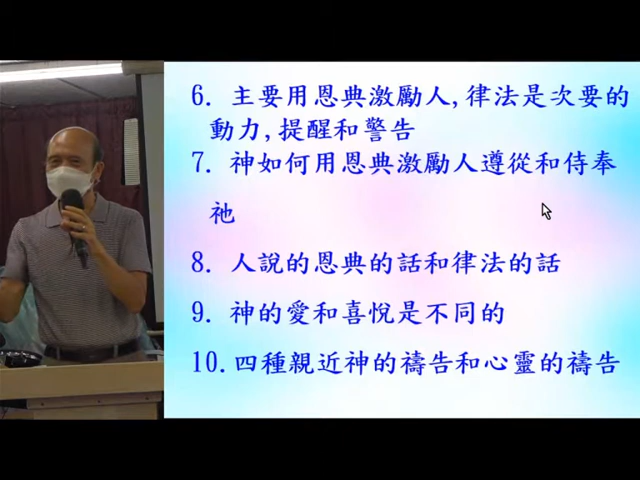 6. 主要用恩典激勵人,律法是次要的
動力,提醒和警告
7. 神如何用恩典激勵人遵從和侍奉
祂
8. 人說的恩典的話和律法的話
9. 神的愛和喜悅是不同的
10.四種親近神的禱告和心靈的禱告